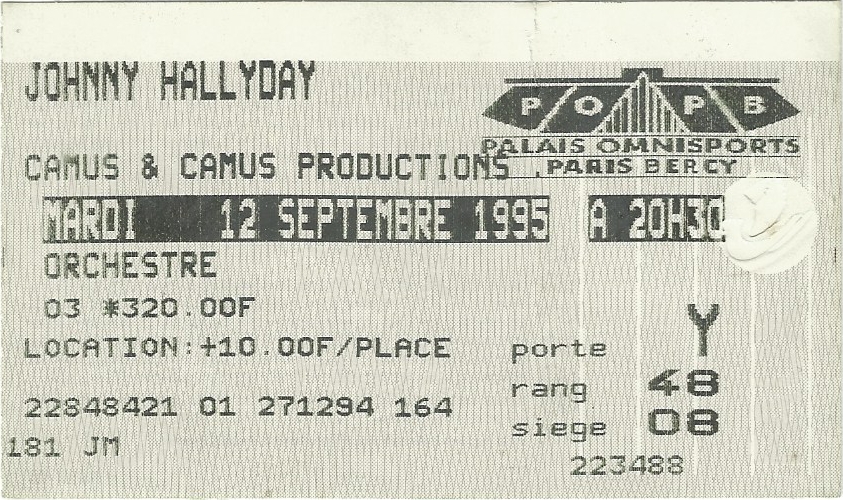 JOHNNY HALLYDAY
POPB
PALAIS OMNISPORTS
PARIS BERCY
CAMUS & CAMUS PRODUCTIONS
MARDI 12 SEPTEMBRE 1995 A 20H30
ORCHESTRE
03 *320.00F
LOCATION:+10.00F/PLACE
porte Y
rang 48
22848421 01 271294 164
siege 08
181 JM
223488